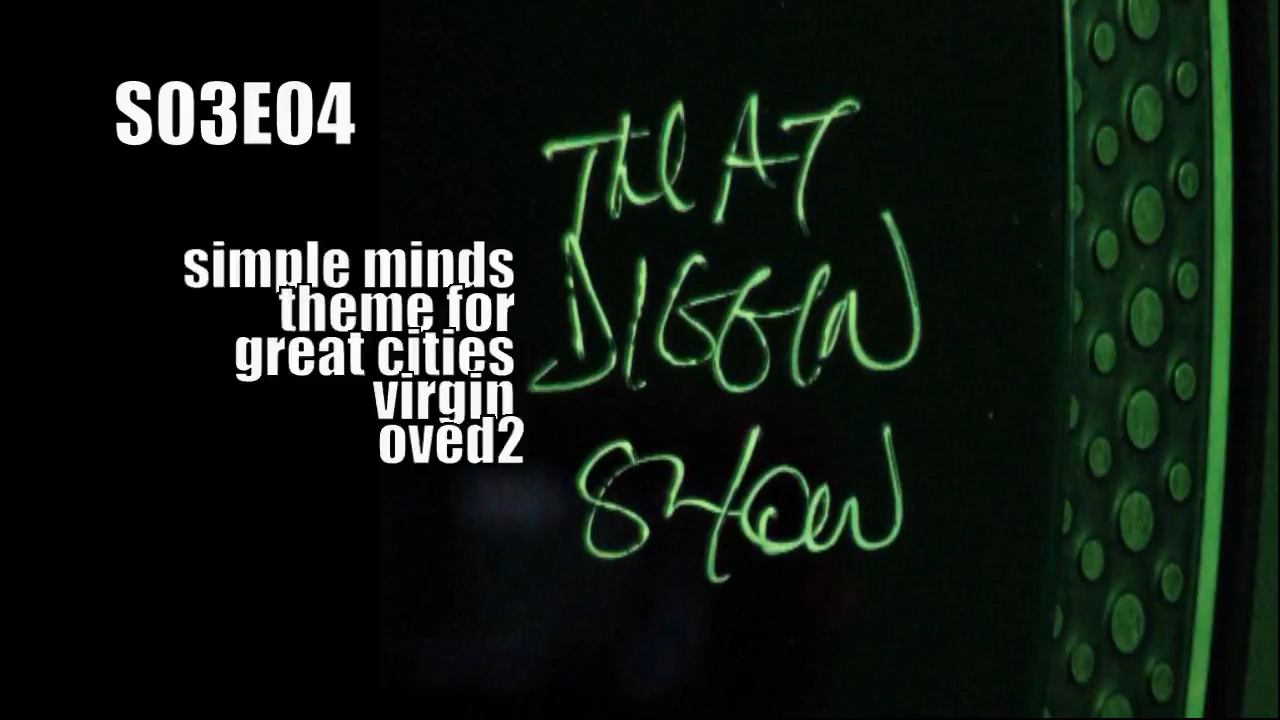 S03E04
simple minds
theme for
great cities
virgin
oved2
THE AT
DIGGIN
SHOW